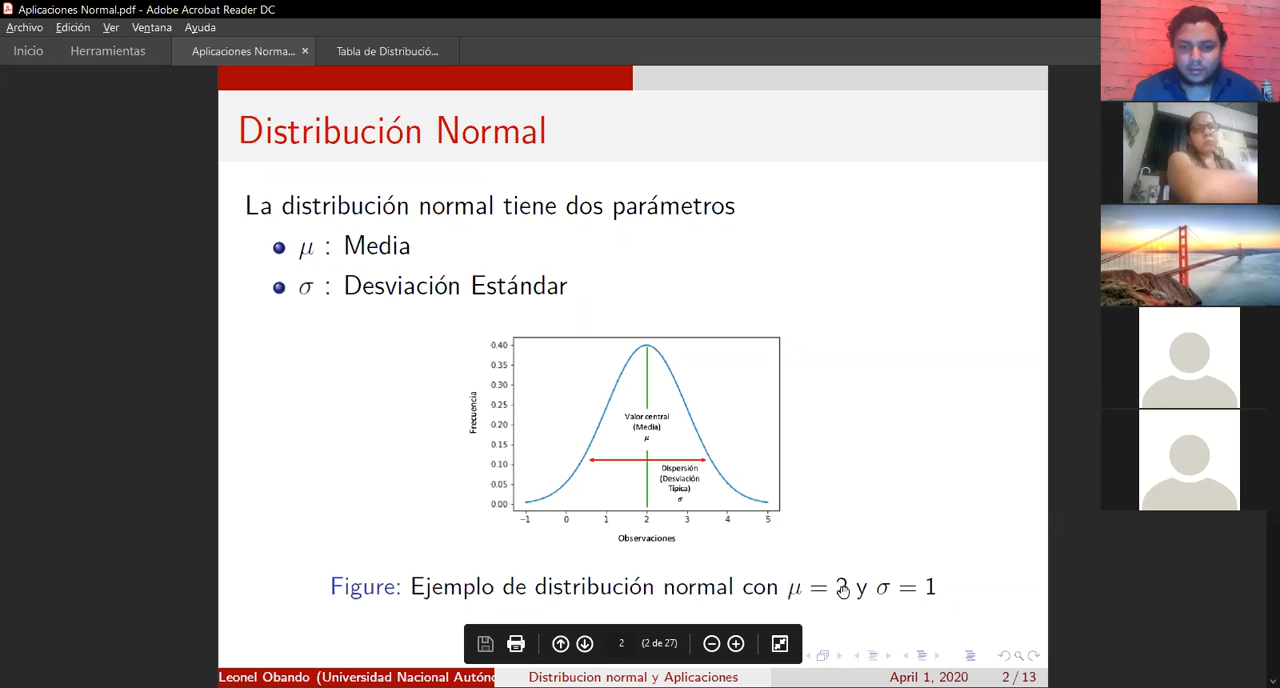 Aplicaciones Normal.pdf - Adobe Acrobat Reader DC
Archivo Edición Ver Ventana Ayuda
Inicio Herramientas Aplicaciones Norma... × Tabla de Distribució...
Distribución Normal
La distribución normal tiene dos parámetros
μ : Media
σ : Desviación Estándar
0.40
0.35
0.30
0.25
0.20
0.15
0.10
0.05
0.00
Frecuencia
Valor central
(Media)
μ
Dispersión
(Desviación
Típica)
σ
−1 0 1 2 3 4 5
Observaciones
Figure: Ejemplo de distribución normal con μ = y σ = 1
2 (2 de 27)
Leonel Obando (Universidad Nacional Autóno Distribucion normal y Aplicaciones April 1, 2020 2 / 13